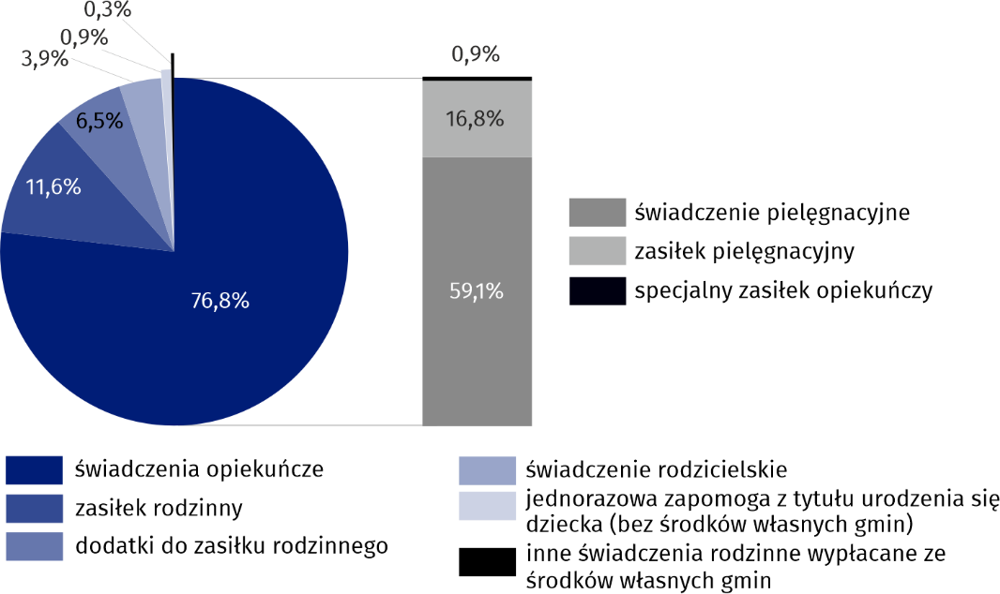 0,3%
0,9%
3,9%
6,5%
11,6%
76,8%
0,9%
16,8%
59,1%
świadczenie pielęgnacyjne
zasiłek pielęgnacyjny
specjalny zasiłek opiekuńczy
świadczenia opiekuńcze
zasiłek rodzinny
dodatki do zasiłku rodzinnego
świadczenie rodzicielskie
jednorazowa zapomoga z tytułu urodzenia się
dziecka (bez środków własnych gmin)
inne świadczenia rodzinne wypłacane ze
środków własnych gmin